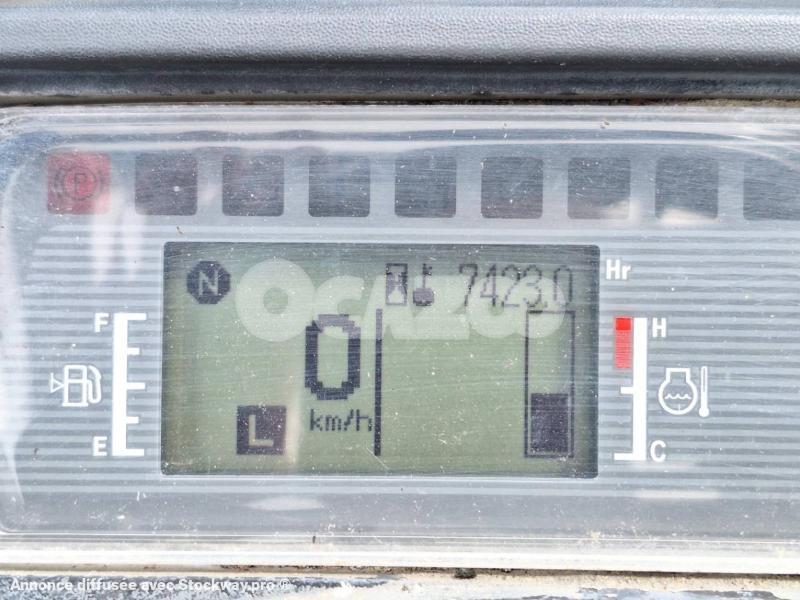 P
N
7423.0
Hr
OCAZOO
F
H
0
L
km/h
E
C
Annonce diffusée avec Stockway.pro ®